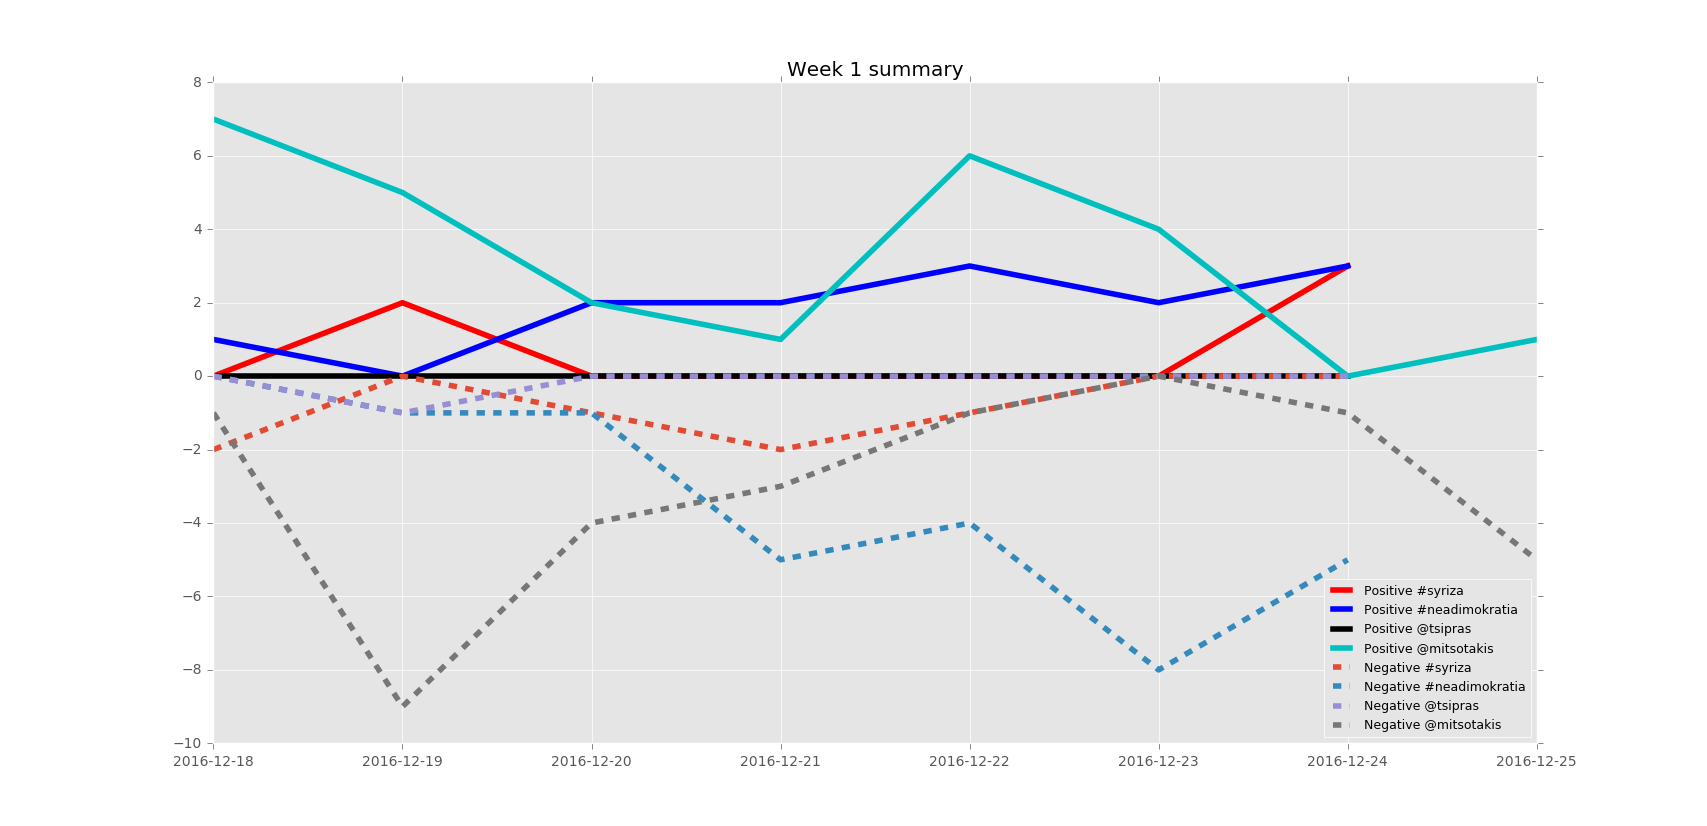 Week 1 summary
8
6
4
2
0
−2
−4
−6
−8
−10
2016-12-18 2016-12-19 2016-12-20 2016-12-21 2016-12-22 2016-12-23 2016-12-24 2016-12-25
Positive #syriza
Positive #neadimokratia
Positive @tsipras
Positive @mitsotakis
Negative #syriza
Negative #neadimokratia
Negative @tsipras
Negative @mitsotakis